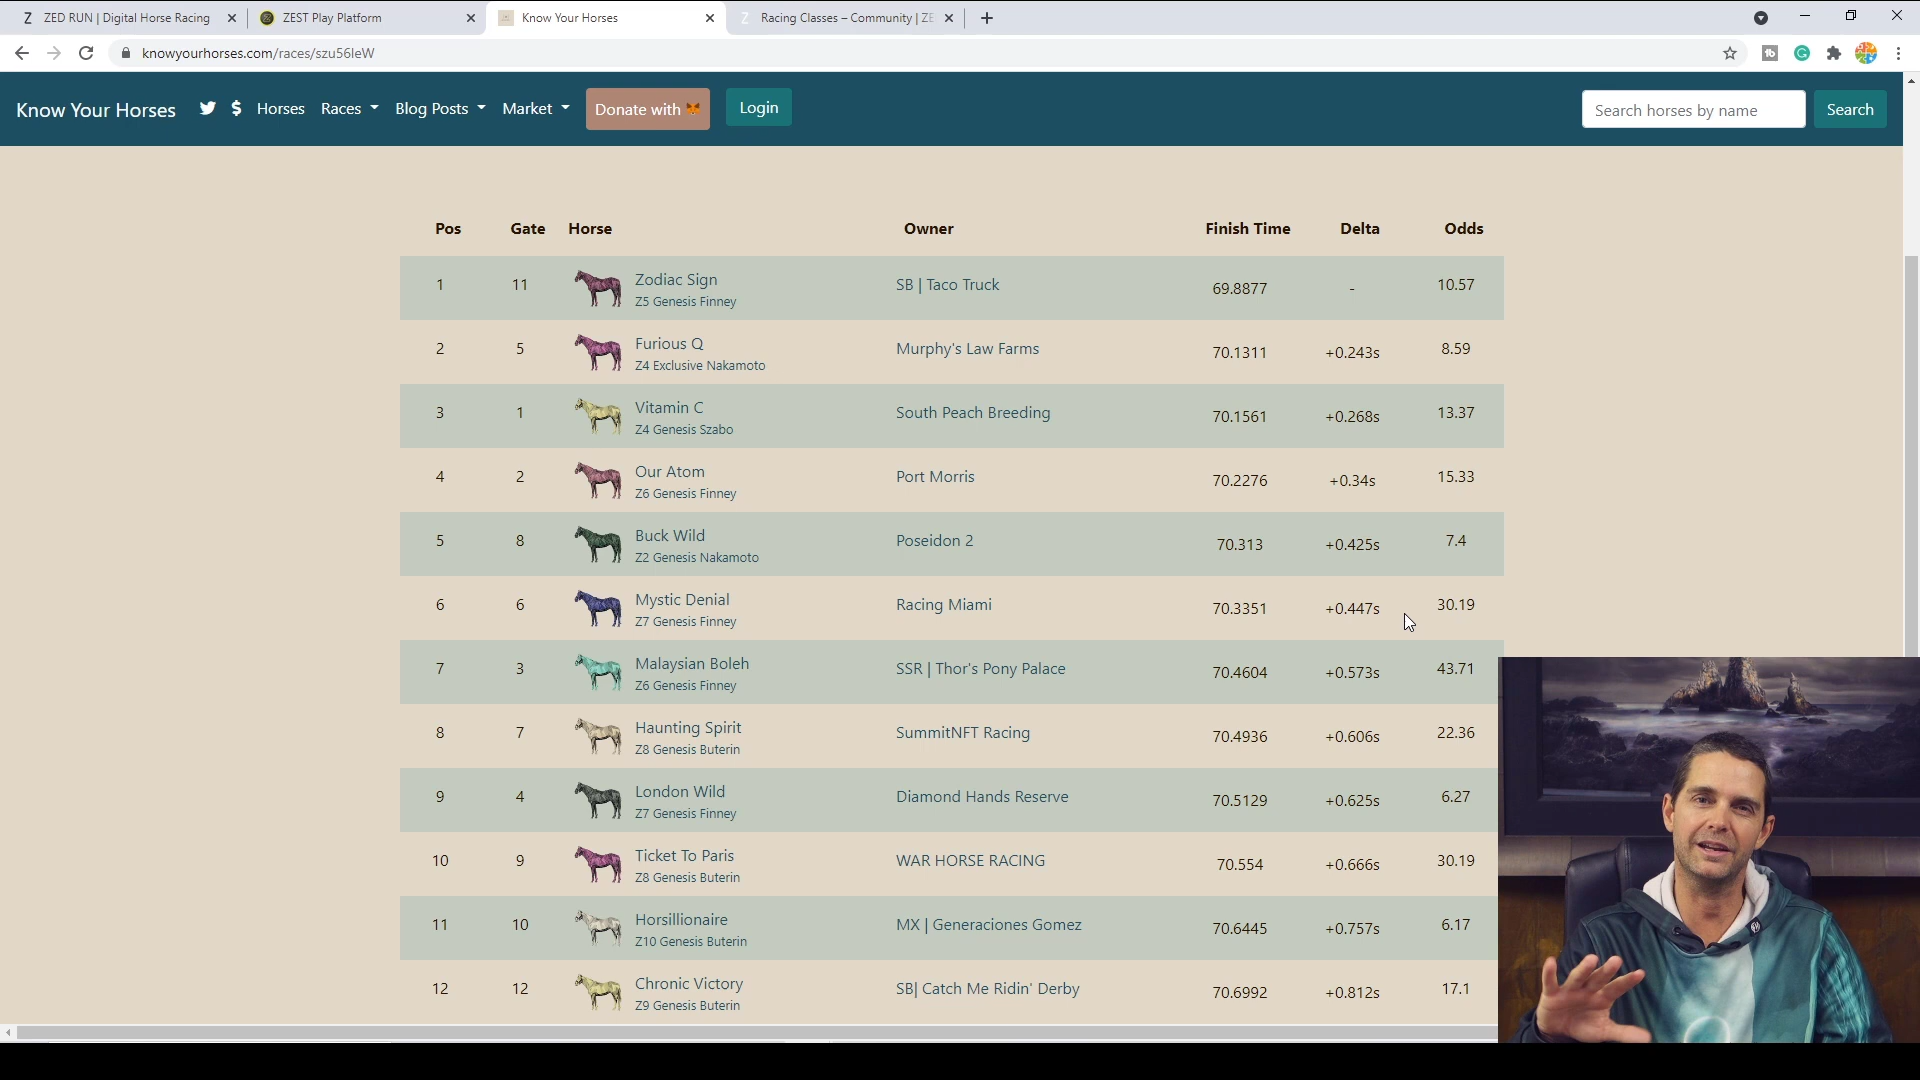 ZED RUN | Digital Horse Racing
ZEST Play Platform
Know Your Horses
Racing Classes – Community | ZE
knowyourhorses.com/races/szu56IeW
Know Your Horses $ Horses Races Blog Posts Market Donate with Login Search horses by name Search
Pos Gate Horse Owner Finish Time Delta Odds
1 11 Zodiac Sign SB | Taco Truck 69.8877 - 10.57
Z5 Genesis Finney
2 5 Furious Q Murphy's Law Farms 70.1311 +0.243s 8.59
Z4 Exclusive Nakamoto
3 1 Vitamin C South Peach Breeding 70.1561 +0.268s 13.37
Z4 Genesis Szabo
4 2 Our Atom Port Morris 70.2276 +0.34s 15.33
Z6 Genesis Finney
5 8 Buck Wild Poseidon 2 70.313 +0.425s 7.4
Z2 Genesis Nakamoto
6 6 Mystic Denial Racing Miami 70.3351 +0.447s 30.19
Z7 Genesis Finney
7 3 Malaysian Boleh SSR | Thor's Pony Palace 70.4604 +0.573s 43.71
Z6 Genesis Finney
8 7 Haunting Spirit SummitNFT Racing 70.4936 +0.606s 22.36
Z8 Genesis Buterin
9 4 London Wild Diamond Hands Reserve 70.5129 +0.625s 6.27
Z7 Genesis Finney
10 9 Ticket To Paris WAR HORSE RACING 70.554 +0.666s 30.19
Z8 Genesis Buterin
11 10 Horsillionaire MX | Generaciones Gomez 70.6445 +0.757s 6.17
Z10 Genesis Buterin
12 12 Chronic Victory SB| Catch Me Ridin' Derby 70.6992 +0.812s 17.1
Z9 Genesis Buterin